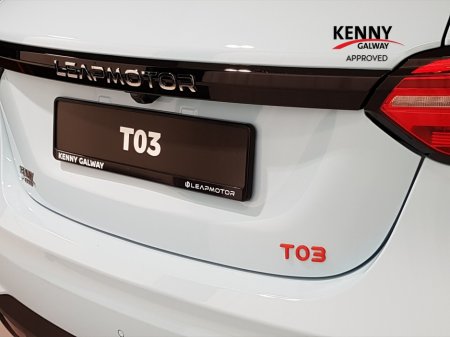 KENNY
GALWAY
APPROVED
LEAPMOTOR
T03
KENNY GALWAY
LEAPMOTOR
T03